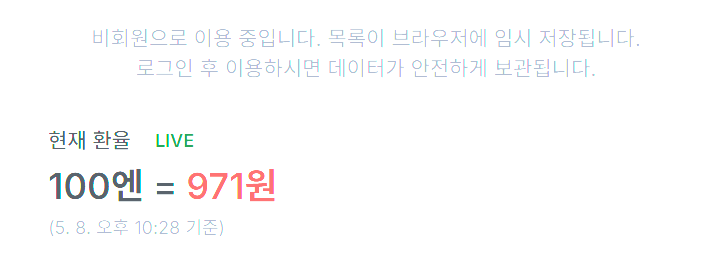 비회원으로 이용 중입니다. 목록이 브라우저에 임시 저장됩니다.
로그인 후 이용하시면 데이터가 안전하게 보관됩니다.
현재 환율 LIVE
100엔 = 971원
(5. 8. 오후 10:28 기준)